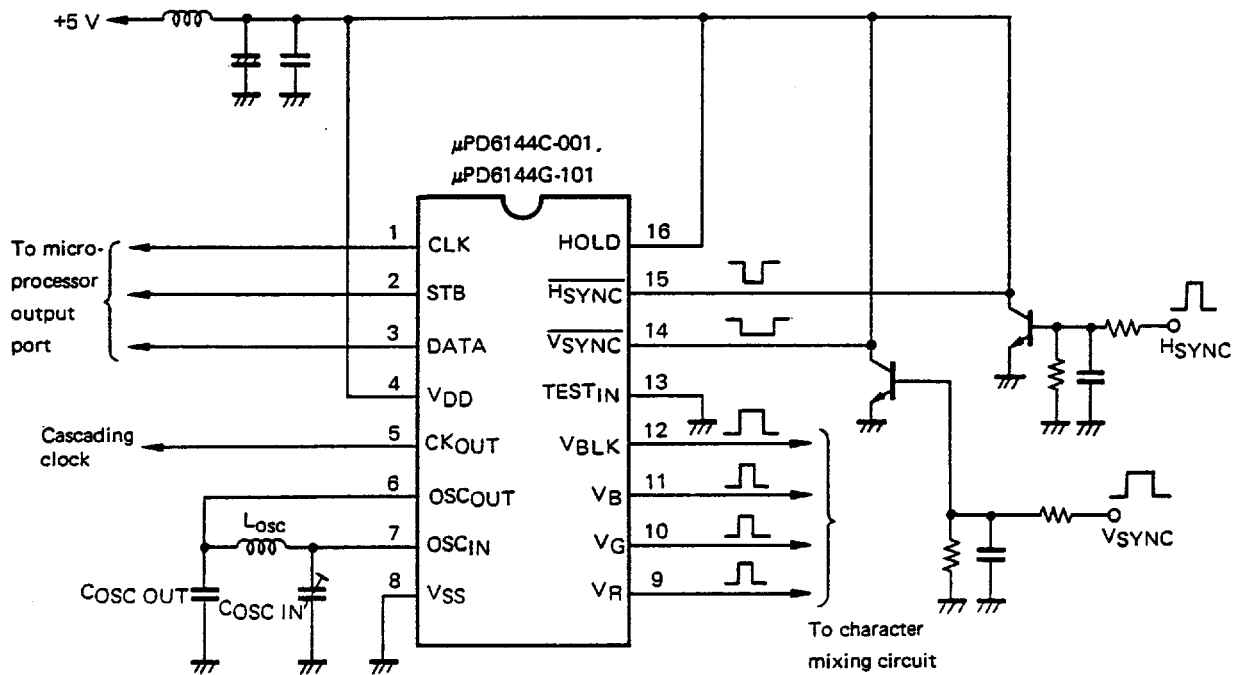 +5 V
μPD6144C-001,
μPD6144G-101
To micro-
processor
output
port
1 CLK
2 STB
3 DATA
4 VDD
Cascading
clock
5 CKOUT
6 OSCOUT
LOSC
7 OSCIN
8 VSS
COSC OUT
COSC IN
HOLD 16
HSYNC 15
VSYNC 14
TESTIN 13
VBLK 12
VB 11
VG 10
VR 9
HSYNC
VSYNC
To character
mixing circuit